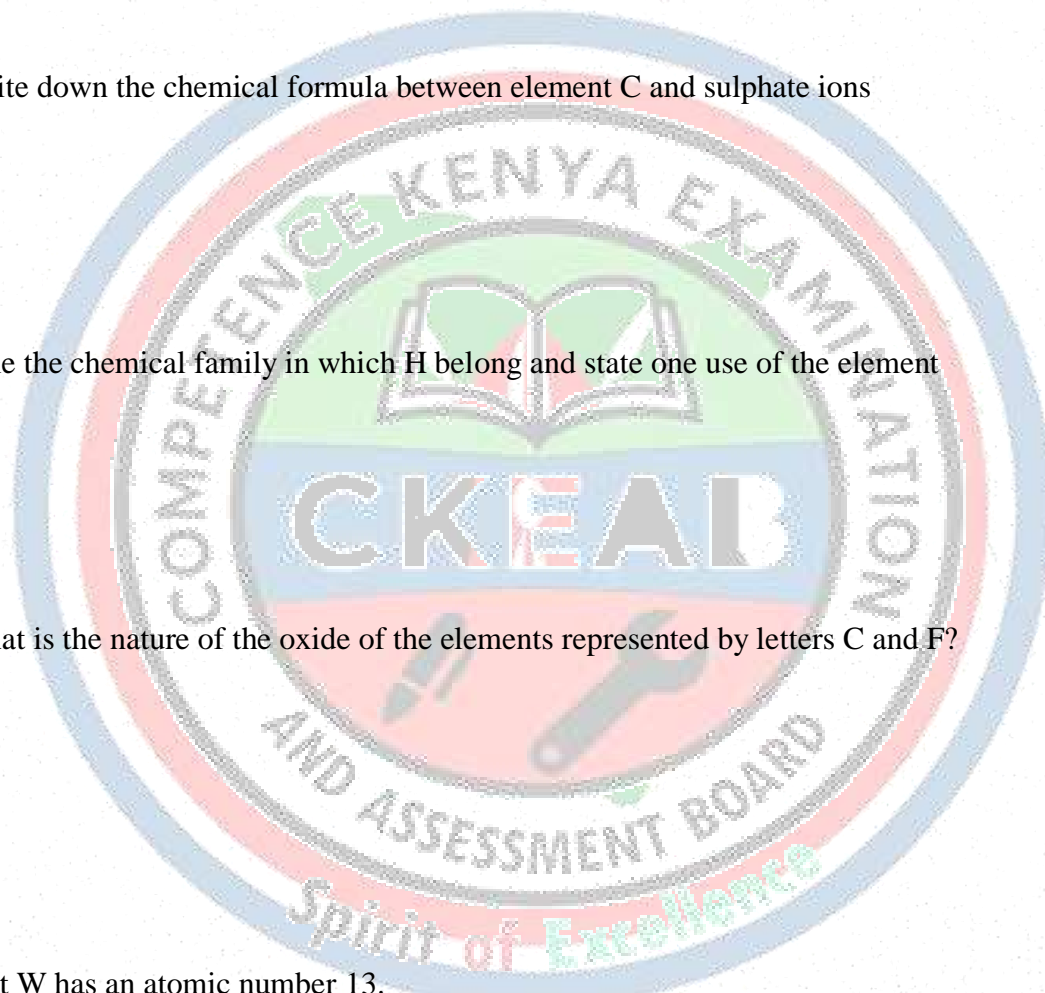 ite down the chemical formula between element C and sulphate ions
COMPETENCE KENYA EXAMINATION
e the chemical family in which H belong and state one use of the element
CKEAB
at is the nature of the oxide of the elements represented by letters C and F?
AND ASSESSMENT BOARD
Spirit of Excellence
t W has an atomic number 13.